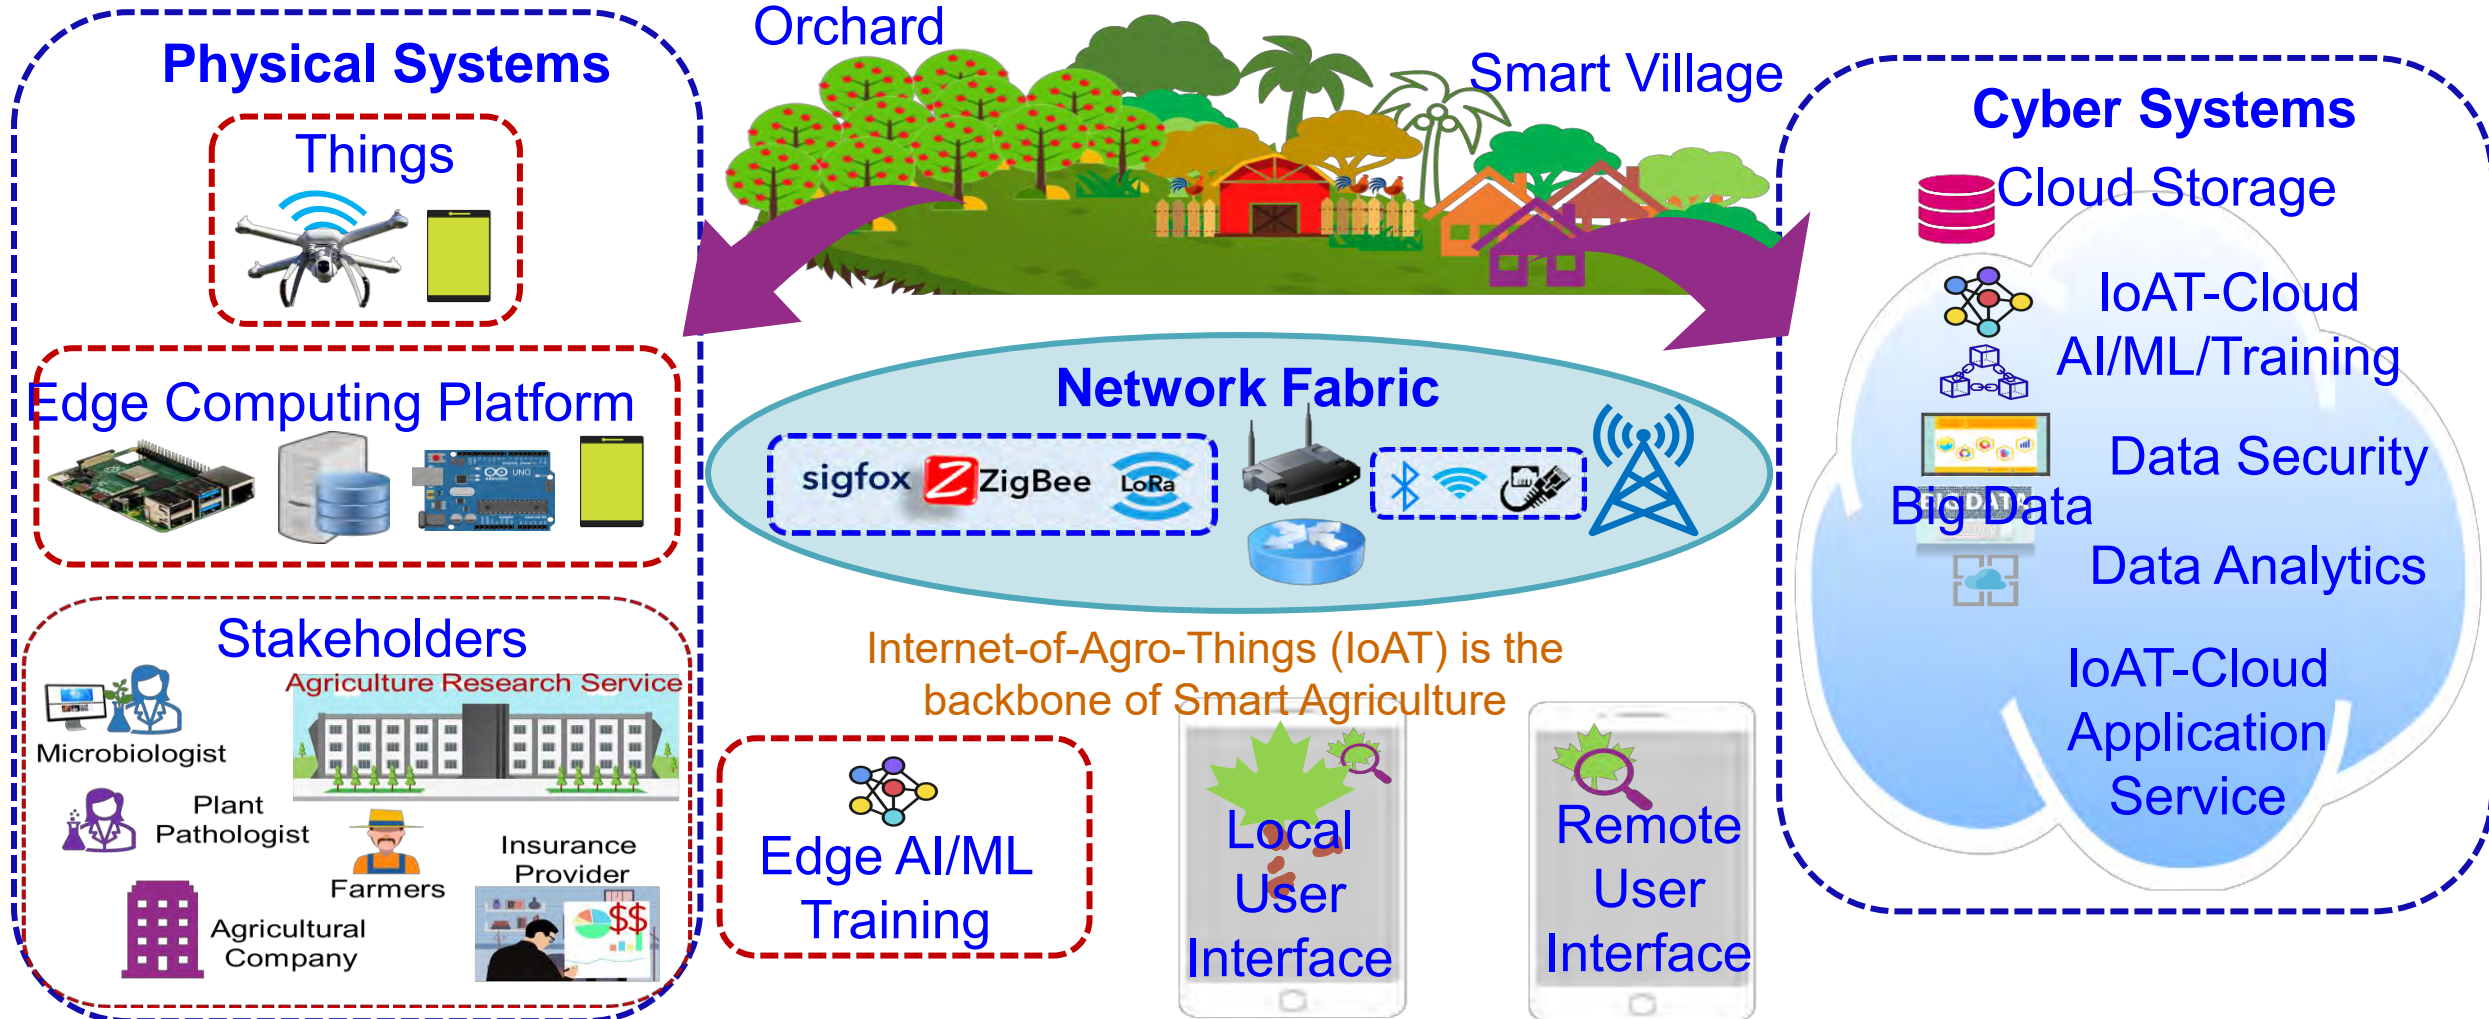 Physical Systems
Things
Edge Computing Platform
UNO
Stakeholders
Agriculture Research Service
Microbiologist
Plant
Pathologist
Farmers
Insurance
Provider
$$
Agricultural
Company
Orchard
Smart Village
Network Fabric
sigfox
Z ZigBee
LoRa
Internet-of-Agro-Things (IoAT) is the
backbone of Smart Agriculture
Edge AI/ML
Training
Local
User
Interface
Remote
User
Interface
Cyber Systems
Cloud Storage
IoAT-Cloud
AI/ML/Training
Data Security
Big Data
Data Analytics
IoAT-Cloud
Application
Service